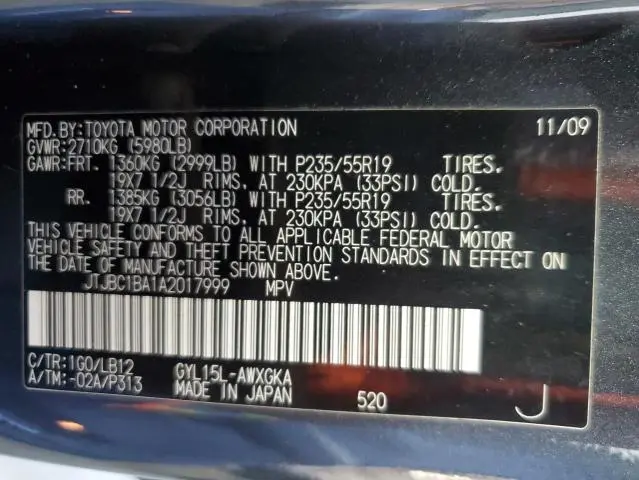 MFD.BY:TOYOTA MOTOR CORPORATION 11/09
GVWR:2710KG (5980LB)
GAWR:FRT. 1360KG (2999LB) WITH P235/55R19 TIRES.
19X7 1/2J RIMS, AT 230KPA (33PSI) COLD.
RR. 1385KG (3056LB) WITH P235/55R19 TIRES.
19X7 1/2J RIMS, AT 230KPA (33PSI) COLD.
THIS VEHICLE CONFORMS TO ALL APPLICABLE FEDERAL MOTOR
VEHICLE SAFETY AND THEFT PREVENTION STANDARDS IN EFFECT ON
THE DATE OF MANUFACTURE SHOWN ABOVE.
JTJBC1BA1A2017999 MPV
C/TR:1G0/LB12 GYL15L-AWXGKA
A/TM:-02A/P313 MADE IN JAPAN 520 J